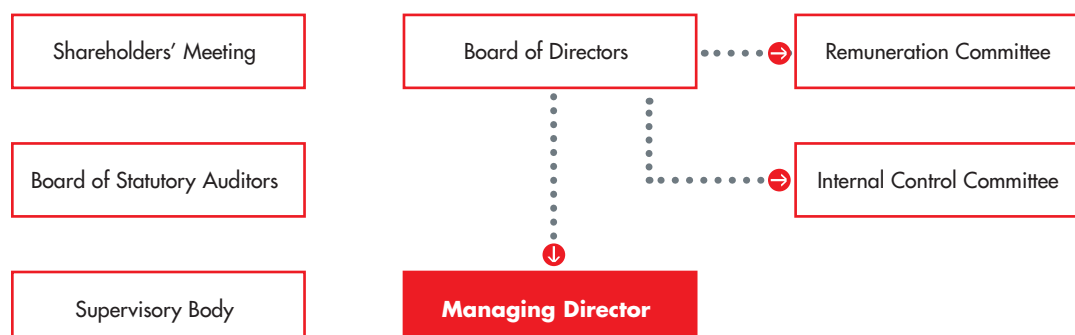 Shareholders’ Meeting
Board of Directors
Remuneration Committee
Board of Statutory Auditors
Internal Control Committee
Supervisory Body
Managing Director